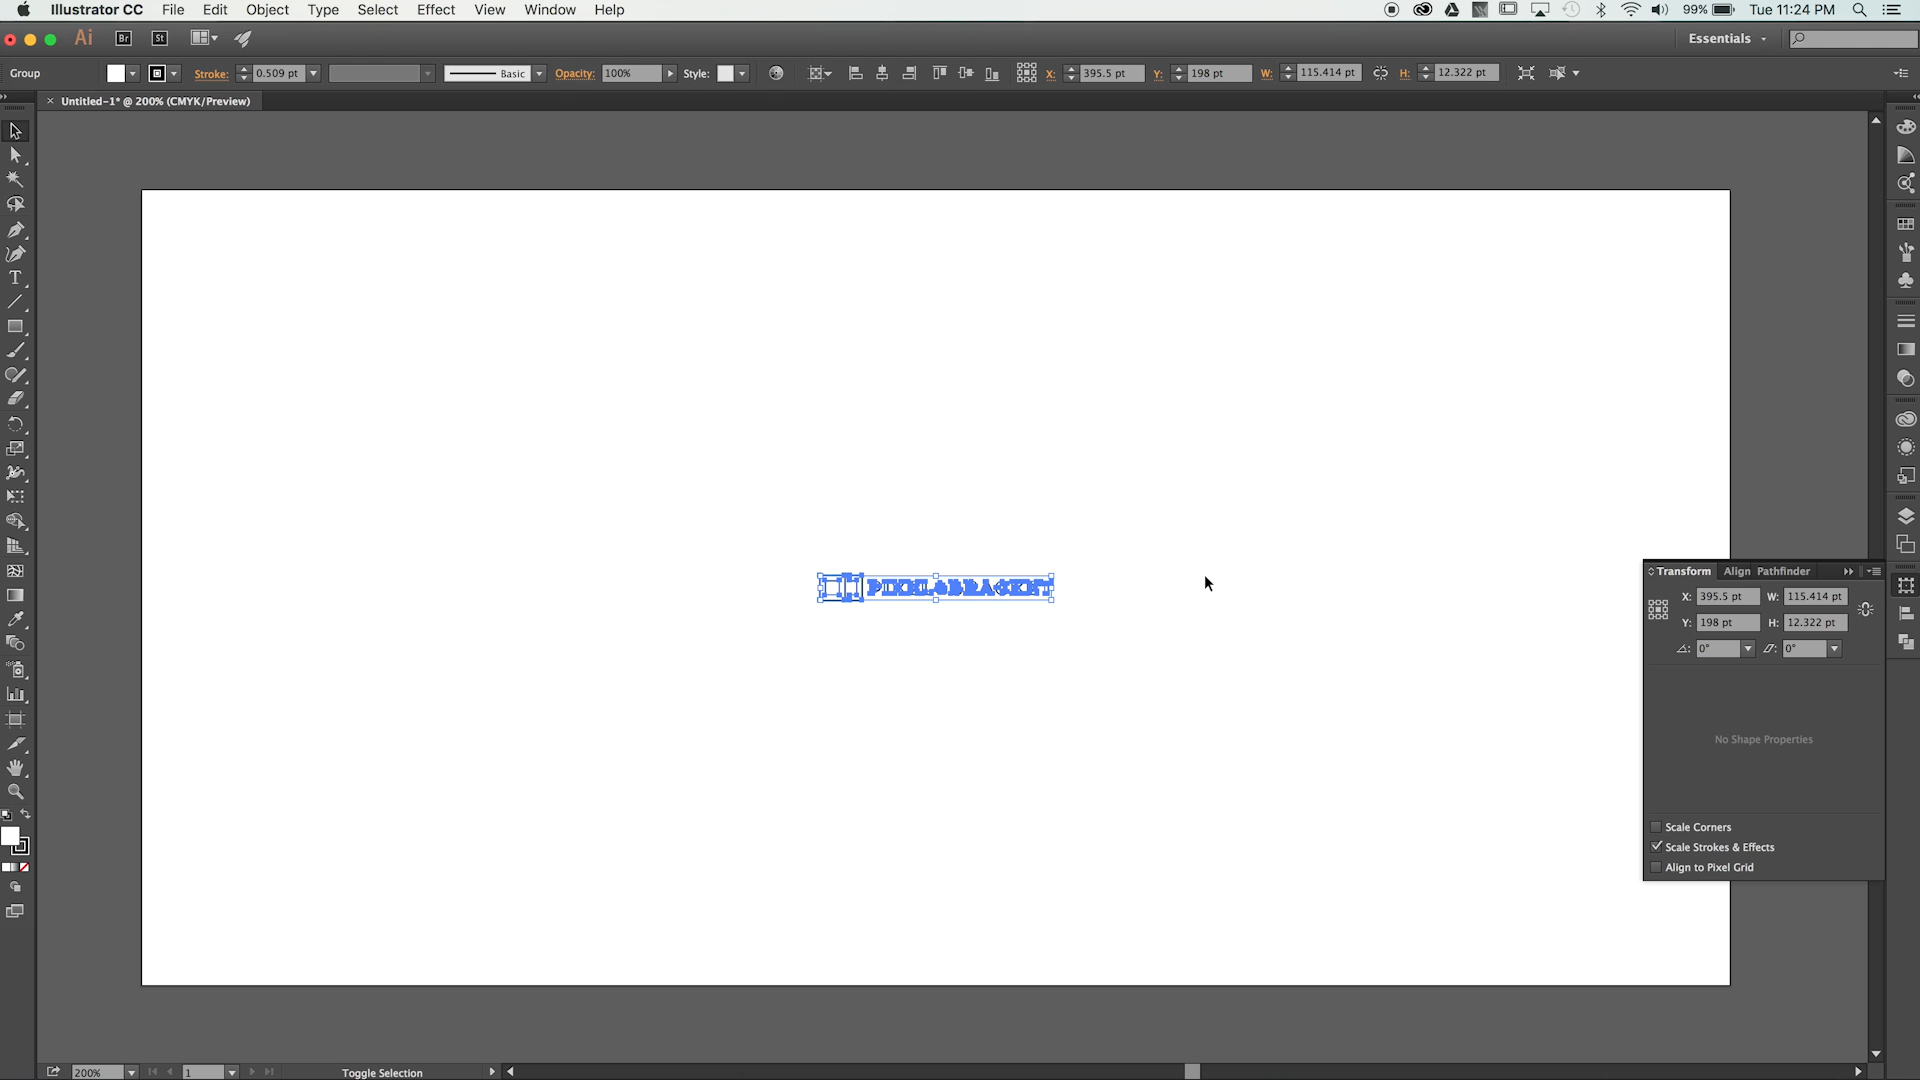 Illustrator CC File Edit Object Type Select Effect View Window Help 99% Tue 11:24 PM
Ai Br St Essentials
Group Stroke: 0.509 pt Basic Opacity: 100% Style: X: 395.5 pt Y: 198 pt W: 115.414 pt H: 12.322 pt
× Untitled-1* @ 200% (CMYK/Preview)
T
PIXEL&BRACKET
Transform Align Pathfinder
X: 395.5 pt W: 115.414 pt
Y: 198 pt H: 12.322 pt
0° 0°
No Shape Properties
Scale Corners
Scale Strokes & Effects
Align to Pixel Grid
200% 1 Toggle Selection